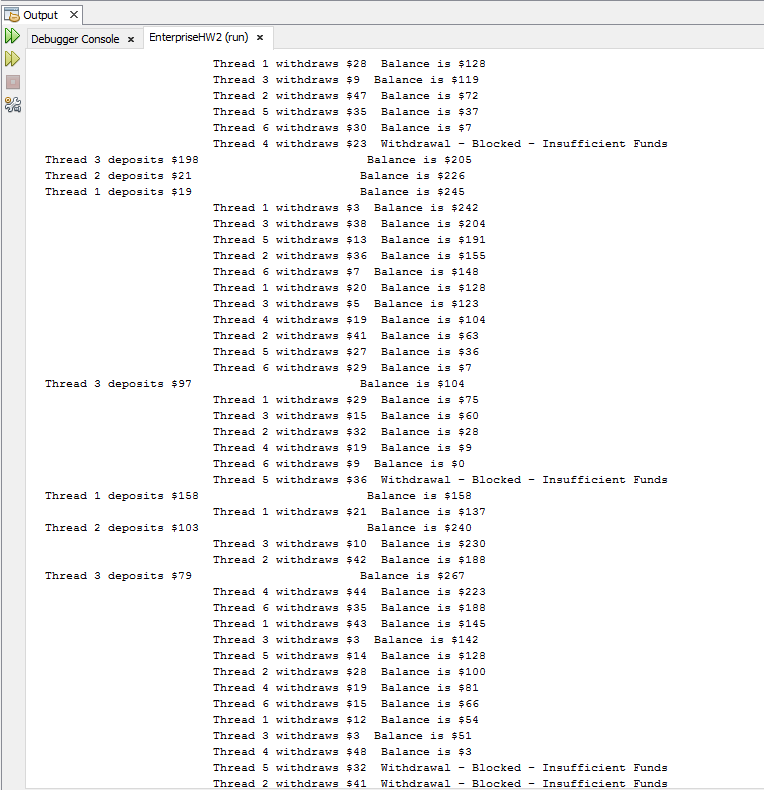 Output
Debugger Console EnterpriseHW2 (run)
Thread 1 withdraws $28 Balance is $128
Thread 3 withdraws $9 Balance is $119
Thread 2 withdraws $47 Balance is $72
Thread 5 withdraws $35 Balance is $37
Thread 6 withdraws $30 Balance is $7
Thread 4 withdraws $23 Withdrawal - Blocked - Insufficient Funds
Thread 3 deposits $198 Balance is $205
Thread 2 deposits $21 Balance is $226
Thread 1 deposits $19 Balance is $245
Thread 1 withdraws $3 Balance is $242
Thread 3 withdraws $38 Balance is $204
Thread 5 withdraws $13 Balance is $191
Thread 2 withdraws $36 Balance is $155
Thread 6 withdraws $7 Balance is $148
Thread 1 withdraws $20 Balance is $128
Thread 3 withdraws $5 Balance is $123
Thread 4 withdraws $19 Balance is $104
Thread 2 withdraws $41 Balance is $63
Thread 5 withdraws $27 Balance is $36
Thread 6 withdraws $29 Balance is $7
Thread 3 deposits $97 Balance is $104
Thread 1 withdraws $29 Balance is $75
Thread 3 withdraws $15 Balance is $60
Thread 2 withdraws $32 Balance is $28
Thread 4 withdraws $19 Balance is $9
Thread 6 withdraws $9 Balance is $0
Thread 5 withdraws $36 Withdrawal - Blocked - Insufficient Funds
Thread 1 deposits $158 Balance is $158
Thread 1 withdraws $21 Balance is $137
Thread 2 deposits $103 Balance is $240
Thread 3 withdraws $10 Balance is $230
Thread 2 withdraws $42 Balance is $188
Thread 3 deposits $79 Balance is $267
Thread 4 withdraws $44 Balance is $223
Thread 6 withdraws $35 Balance is $188
Thread 1 withdraws $43 Balance is $145
Thread 3 withdraws $3 Balance is $142
Thread 5 withdraws $14 Balance is $128
Thread 2 withdraws $28 Balance is $100
Thread 4 withdraws $19 Balance is $81
Thread 6 withdraws $15 Balance is $66
Thread 1 withdraws $12 Balance is $54
Thread 3 withdraws $3 Balance is $51
Thread 4 withdraws $48 Balance is $3
Thread 5 withdraws $32 Withdrawal - Blocked - Insufficient Funds
Thread 2 withdraws $41 Withdrawal - Blocked - Insufficient Funds